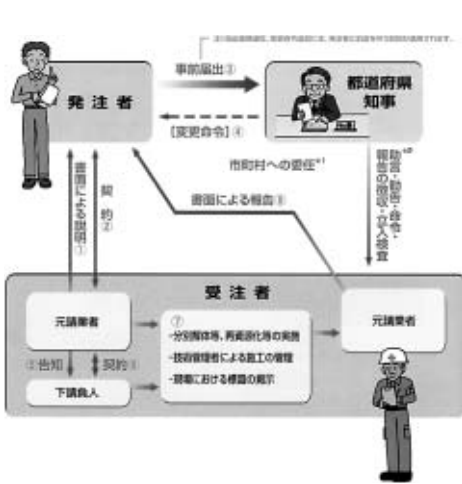 事前届出③
発注者
都道府県
知事
【変更命令】④
市町村への委任*1
助言・勧告・命令・
報告の徴収・立入検査
書面による説明①
契約②
書面による報告⑧
受注者
元請業者
⑦
・分別解体等、再資源化等の実施
・技術管理者による施工の管理
・現場における標識の掲示
元請業者
⑤告知
契約⑥
下請負人